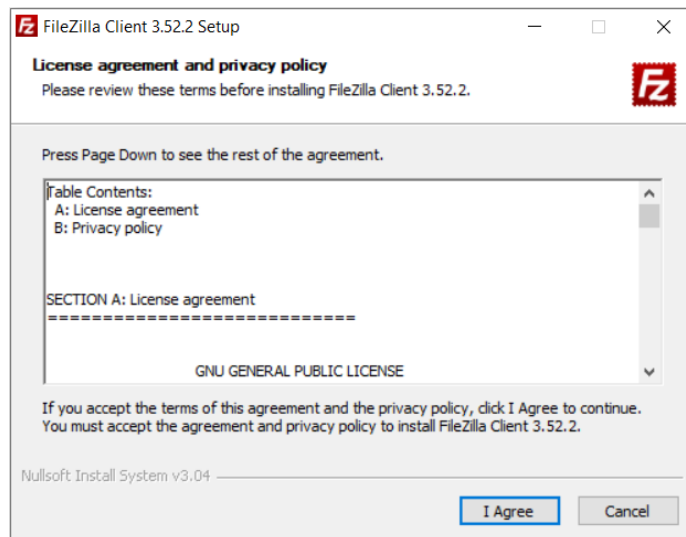 FileZilla Client 3.52.2 Setup
License agreement and privacy policy
Please review these terms before installing FileZilla Client 3.52.2.
Fz
Press Page Down to see the rest of the agreement.
Table Contents:
A: License agreement
B: Privacy policy
SECTION A: License agreement
============================
GNU GENERAL PUBLIC LICENSE
If you accept the terms of this agreement and the privacy policy, click I Agree to continue.
You must accept the agreement and privacy policy to install FileZilla Client 3.52.2.
Nullsoft Install System v3.04
I Agree Cancel